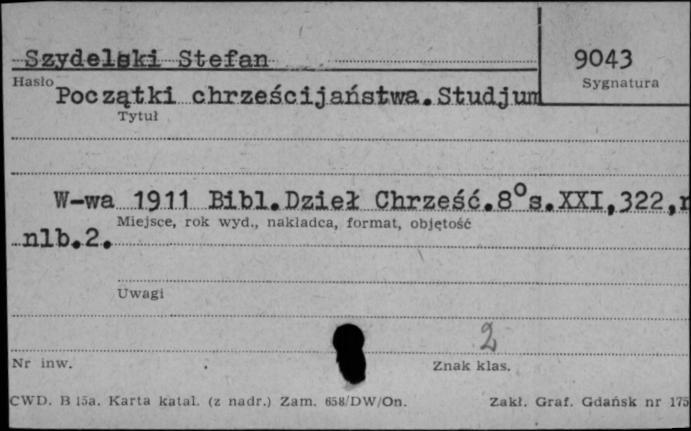 Szydelski Stefan
9043
Hasło
Sygnatura
Początki chrześcijaństwa.Studjum
Tytuł
W-wa 1911 Bibl.Dzieł Chrześć.8°s.XXI,322,
Miejsce, rok wyd., nakładca, format, objętość
nlb.2.
Uwagi
2
Nr inw.
Znak klas.
CWD. B 15a. Karta katal. (z nadr.) Zam. 658/DW/On.
Zakł. Graf. Gdańsk nr 175